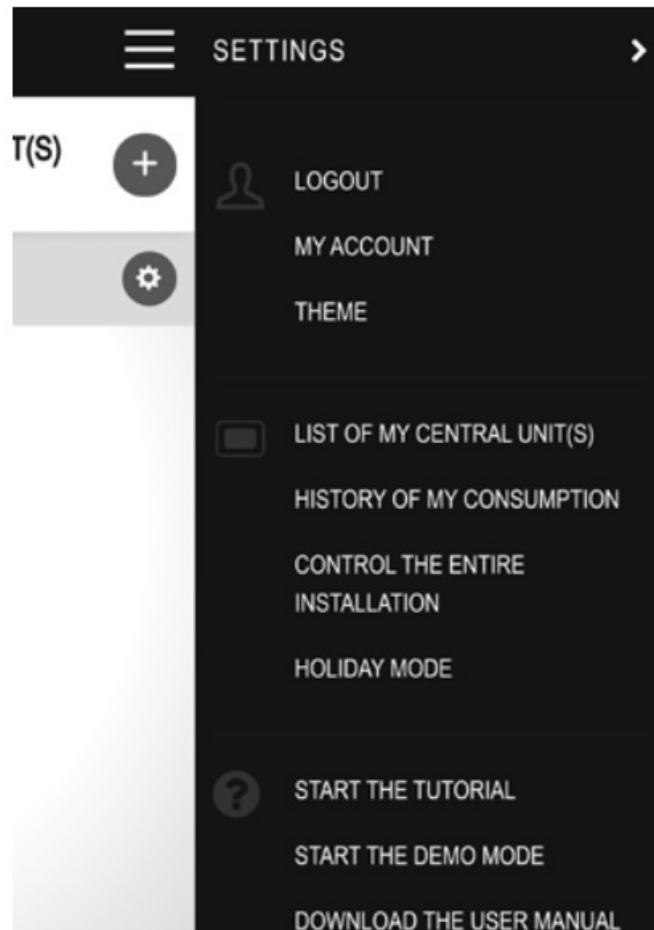 SETTINGS
T(S)
LOGOUT
MY ACCOUNT
THEME
LIST OF MY CENTRAL UNIT(S)
HISTORY OF MY CONSUMPTION
CONTROL THE ENTIRE
INSTALLATION
HOLIDAY MODE
START THE TUTORIAL
START THE DEMO MODE
DOWNLOAD THE USER MANUAL